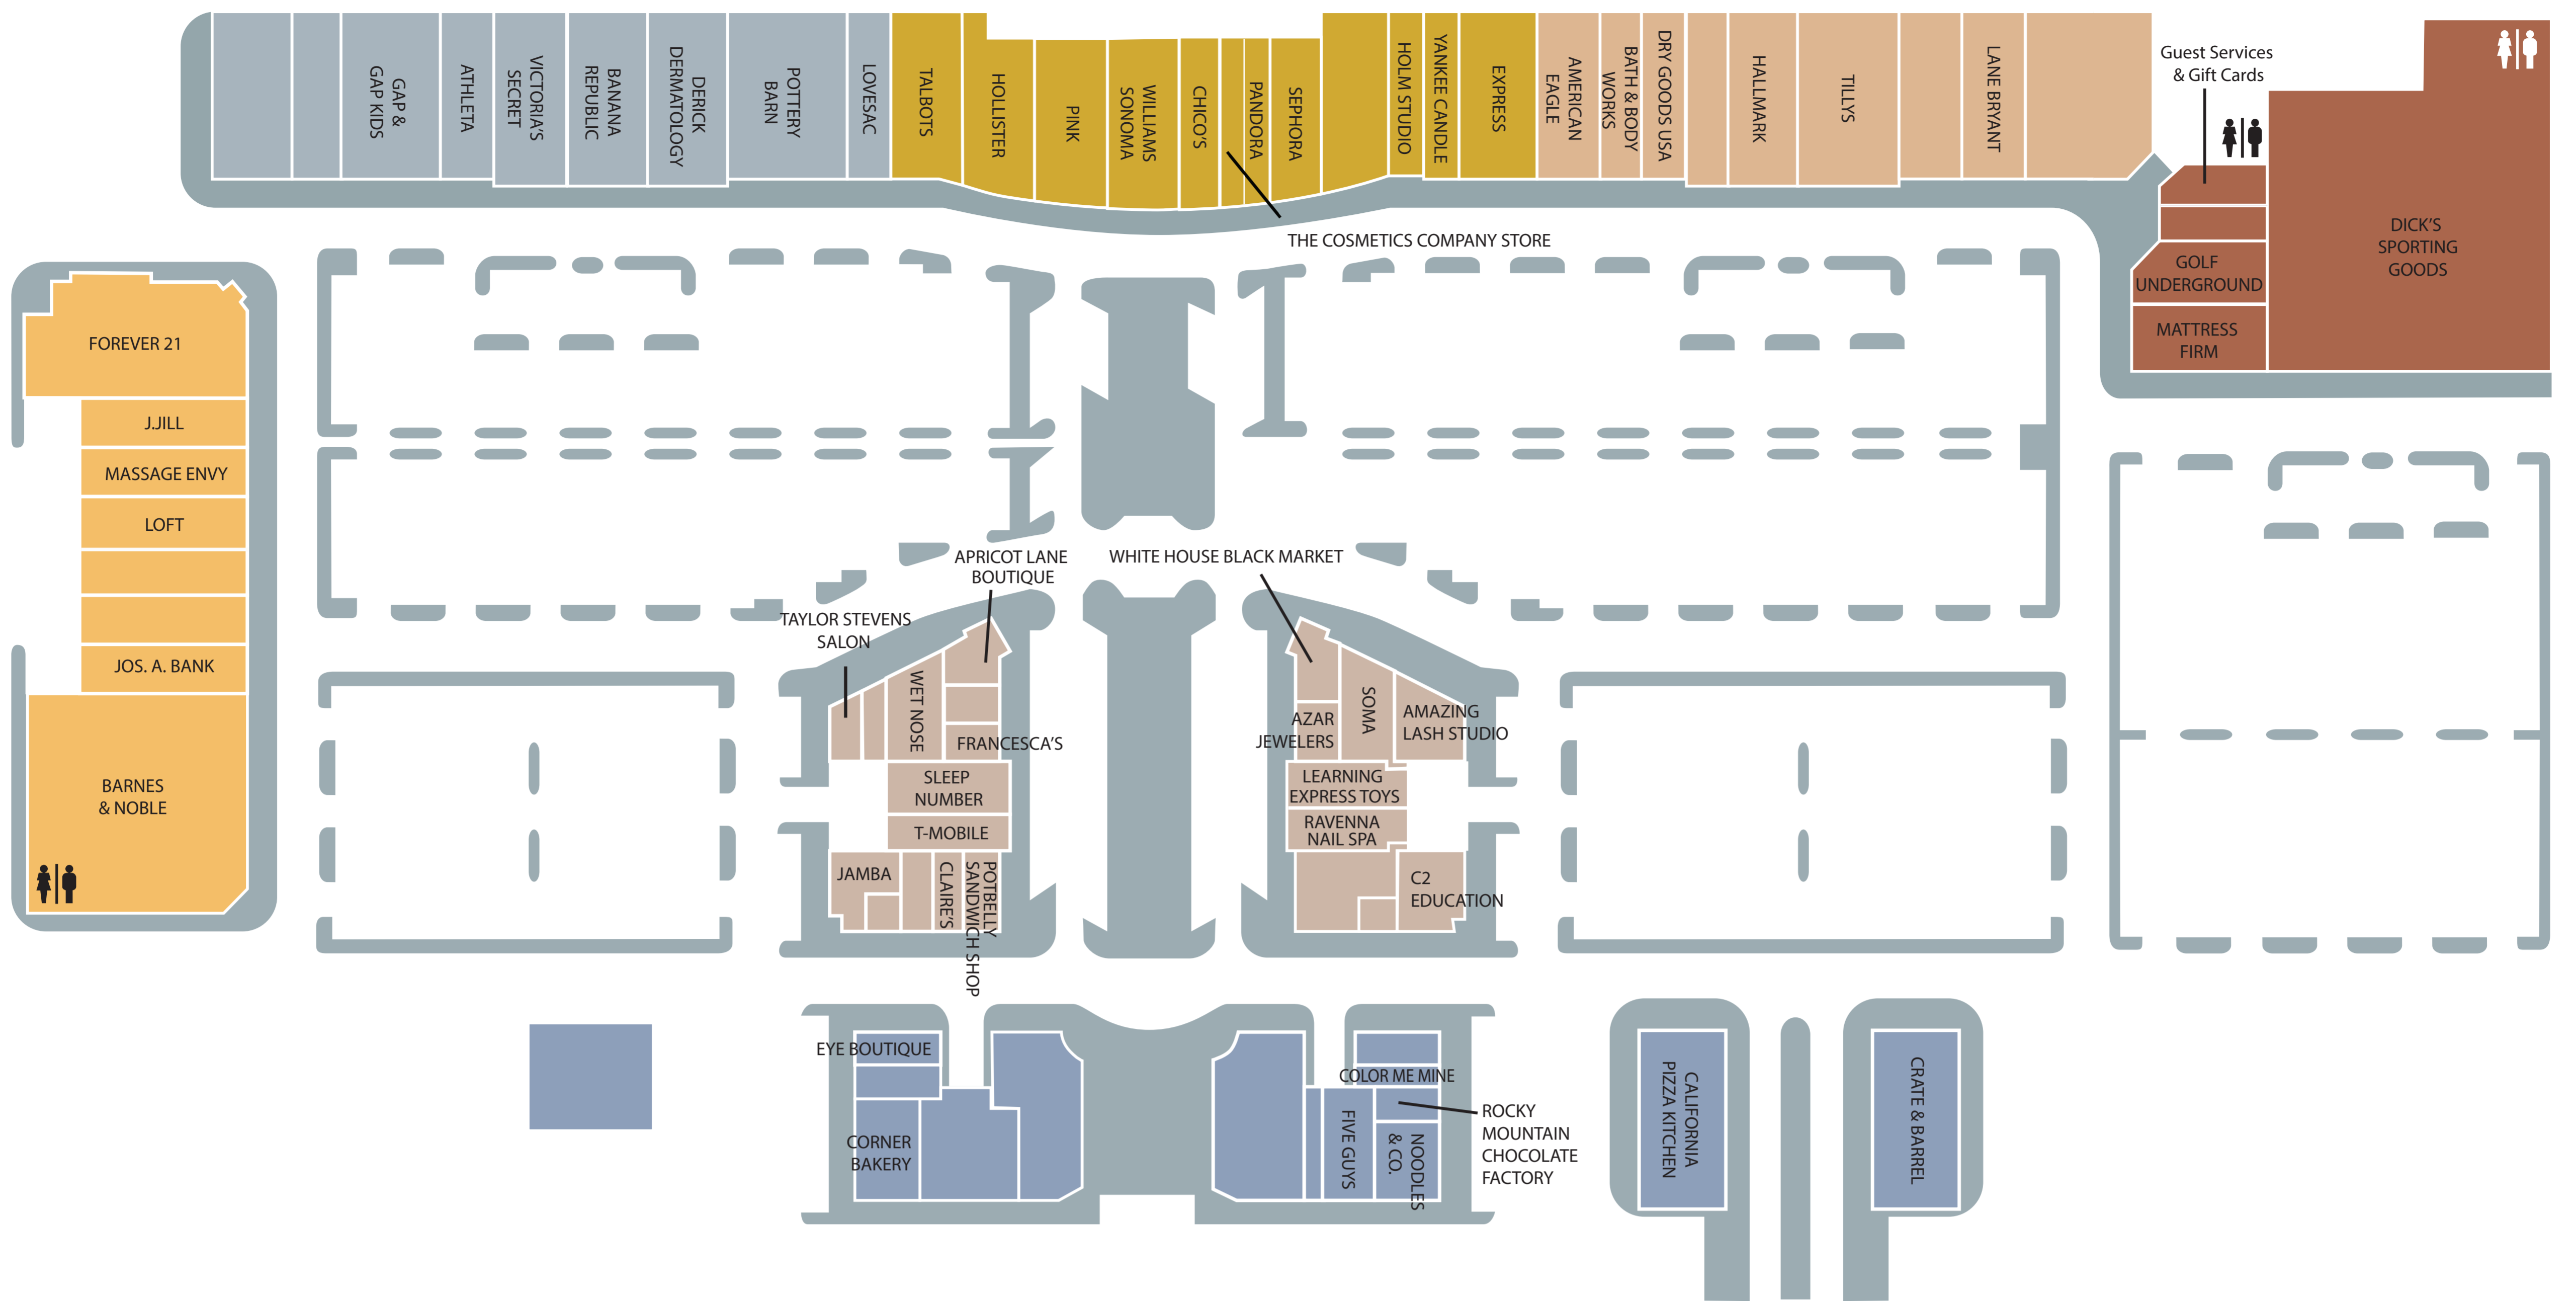 GAP &
GAP KIDS
ATHLETA
VICTORIA'S
SECRET
BANANA
REPUBLIC
DERICK
DERMATOLOGY
POTTERY
BARN
LOVESAC
TALBOTS
HOLLISTER
PINK
WILLIAMS
SONOMA
CHICO'S
PANDORA
SEPHORA
HOLM STUDIO
YANKEE CANDLE
EXPRESS
AMERICAN
EAGLE
BATH & BODY
WORKS
DRY GOODS USA
HALLMARK
TILLYS
LANE BRYANT
Guest Services
& Gift Cards
DICK'S
SPORTING
GOODS
THE COSMETICS COMPANY STORE
GOLF
UNDERGROUND
MATTRESS
FIRM
FOREVER 21
J.JILL
MASSAGE ENVY
LOFT
JOS. A. BANK
BARNES
& NOBLE
APRICOT LANE
BOUTIQUE
WHITE HOUSE BLACK MARKET
TAYLOR STEVENS
SALON
WET NOSE
FRANCESCA'S
SLEEP
NUMBER
T-MOBILE
JAMBA
CLAIRE'S
POTBELLY
SANDWICH SHOP
AZAR
JEWELERS
SOMA
AMAZING
LASH STUDIO
LEARNING
EXPRESS TOYS
RAVENNA
NAIL SPA
C2
EDUCATION
EYE BOUTIQUE
CORNER
BAKERY
COLOR ME MINE
FIVE GUYS
NOODLES
& CO.
ROCKY
MOUNTAIN
CHOCOLATE
FACTORY
CALIFORNIA
PIZZA KITCHEN
CRATE & BARREL